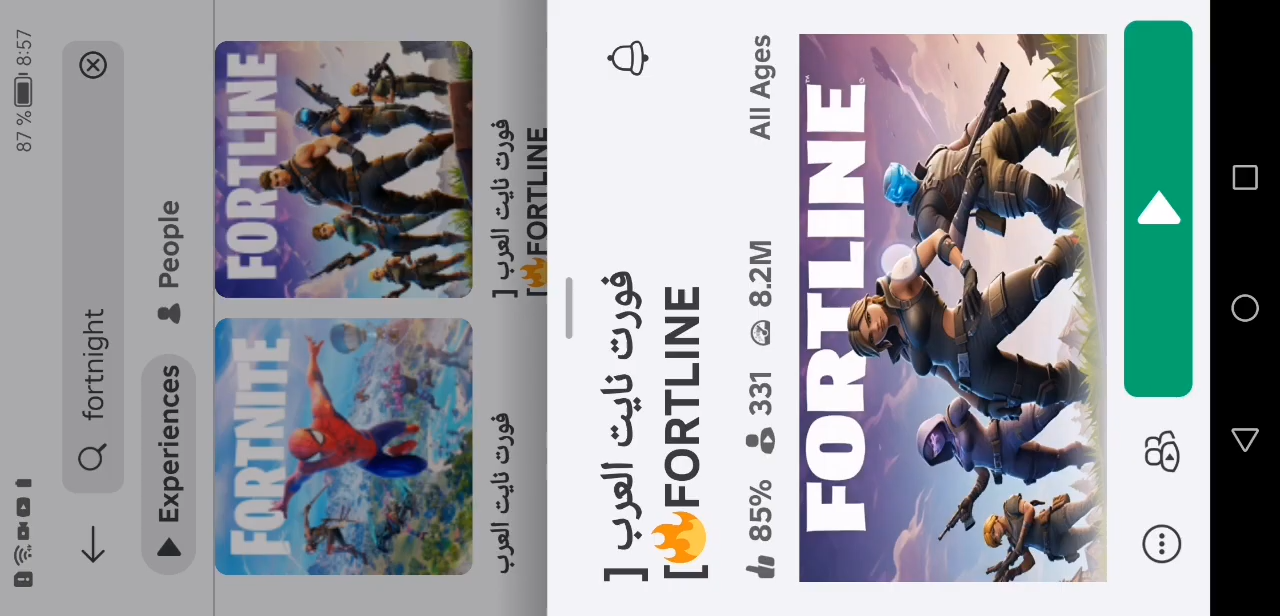 87 % 8:57
fortnight
Experiences
People
FORTNITE
فورت نايت العرب
FORTLINE
فورت نايت العرب [
[🔥FORTLINE
فورت نايت العرب [
[🔥FORTLINE
85% 331 8.2M All Ages
FORTLINE™